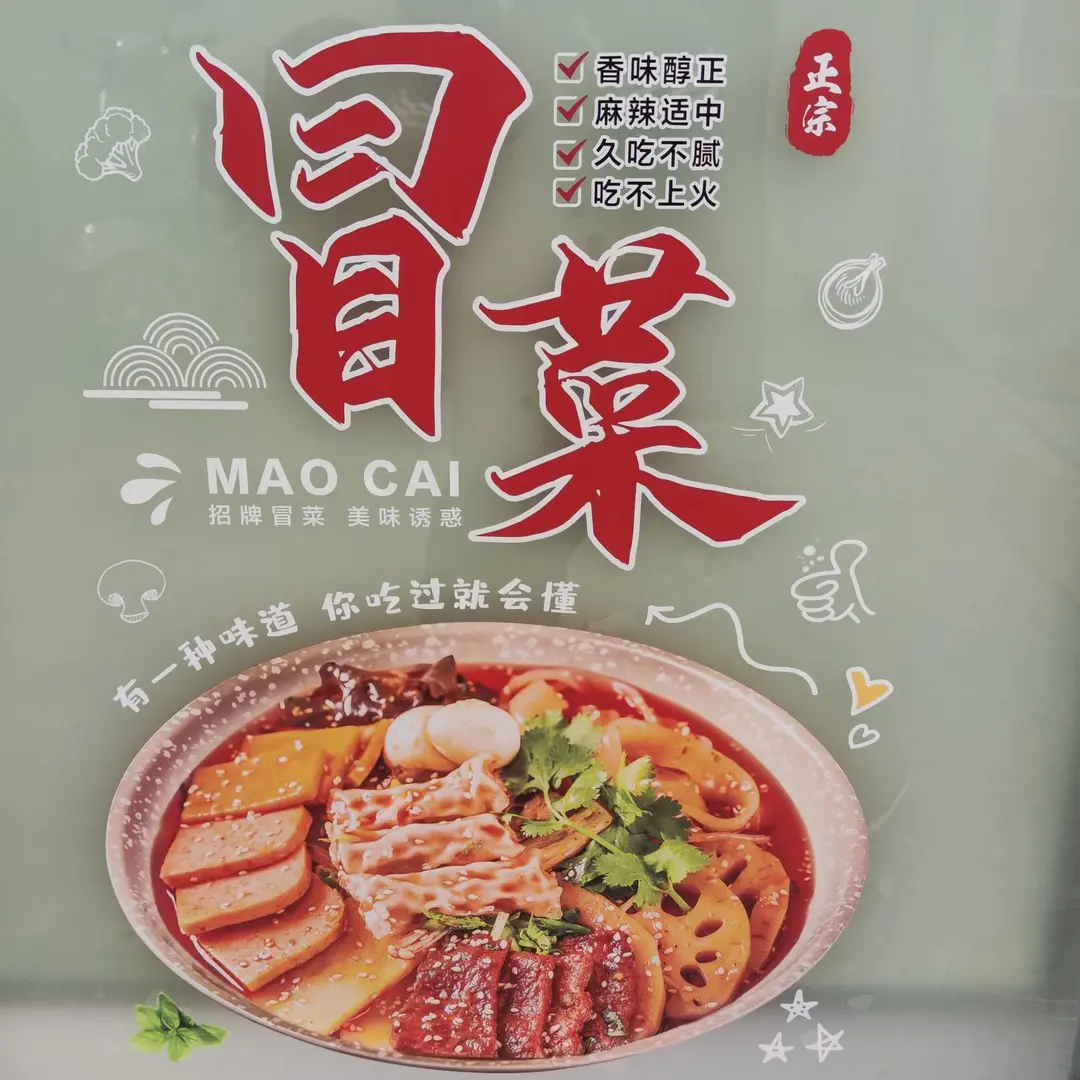 冒菜
香味醇正
麻辣适中
久吃不腻
吃不上火
正宗
MAO CAI
招牌冒菜 美味诱惑
有一种味道 你吃过就会懂